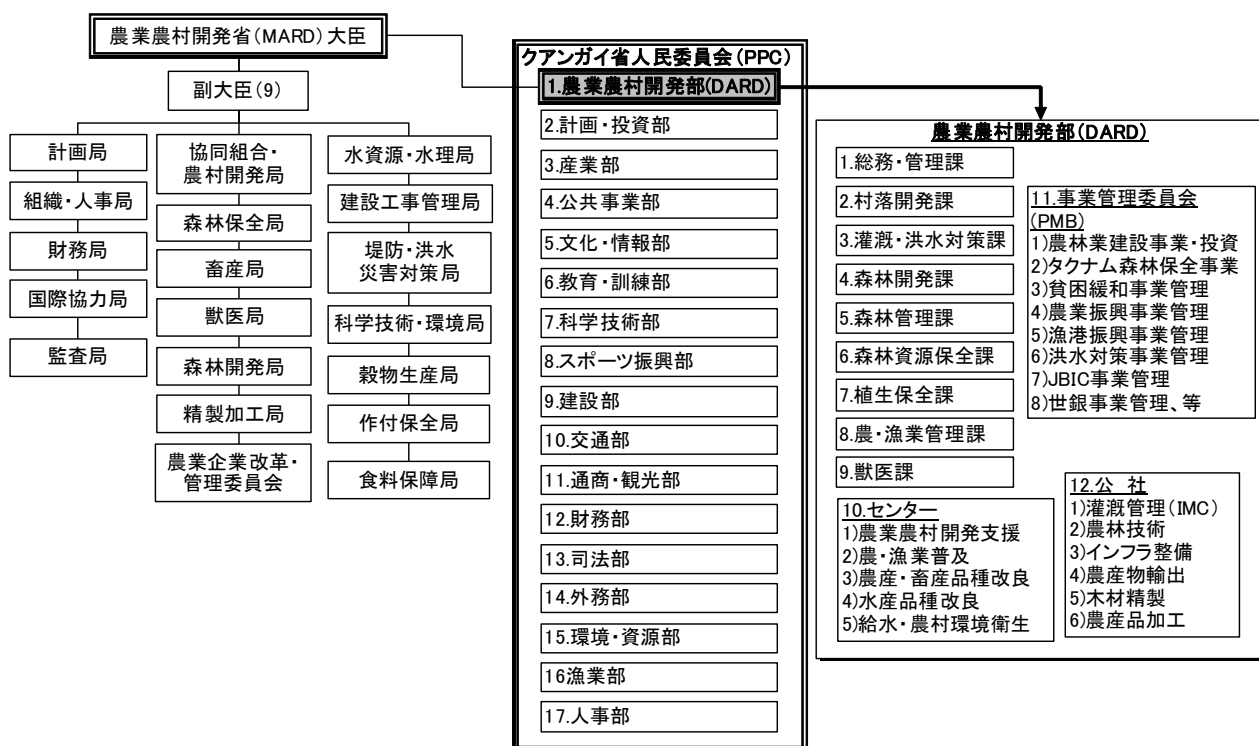 農業農村開発省(MARD)大臣
副大臣(9)
計画局
組織・人事局
財務局
国際協力局
監査局
協同組合・
農村開発局
森林保全局
畜産局
獣医局
森林開発局
精製加工局
農業企業改革・
管理委員会
水資源・水理局
建設工事管理局
堤防・洪水
災害対策局
科学技術・環境局
穀物生産局
作付保全局
食料保障局
クアンガイ省人民委員会(PPC)
1.農業農村開発部(DARD)
2.計画・投資部
3.産業部
4.公共事業部
5.文化・情報部
6.教育・訓練部
7.科学技術部
8.スポーツ振興部
9.建設部
10.交通部
11.通商・観光部
12.財務部
13.司法部
14.外務部
15.環境・資源部
16漁業部
17.人事部
農業農村開発部(DARD)
1.総務・管理課
2.村落開発課
3.灌漑・洪水対策課
4.森林開発課
5.森林管理課
6.森林資源保全課
7.植生保全課
8.農・漁業管理課
9.獣医課
10.センター
1)農業農村開発支援
2)農・漁業普及
3)農産・畜産品種改良
4)水産品種改良
5)給水・農村環境衛生
11.事業管理委員会
(PMB)
1)農林業建設事業・投資
2)タクナム森林保全事業
3)貧困緩和事業管理
4)農業振興事業管理
5)漁港振興事業管理
6)洪水対策事業管理
7)JBIC事業管理
8)世銀事業管理、等
12.公 社
1)灌漑管理(IMC)
2)農林技術
3)インフラ整備
4)農産物輸出
5)木材精製
6)農産品加工